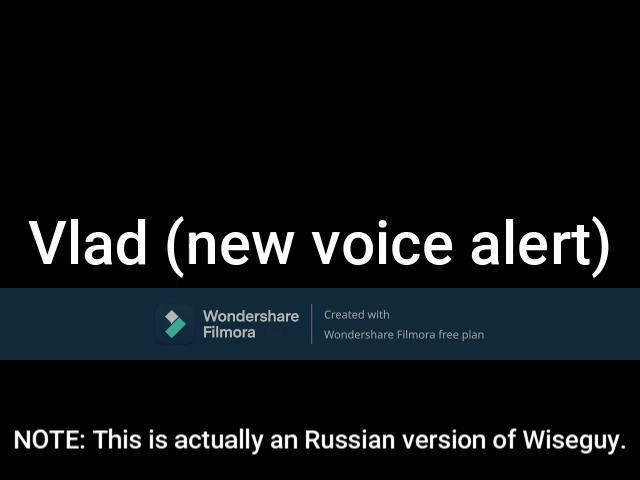 Vlad (new voice alert)
Wondershare
Filmora
Created with
Wondershare Filmora free plan
NOTE: This is actually an Russian version of Wiseguy.